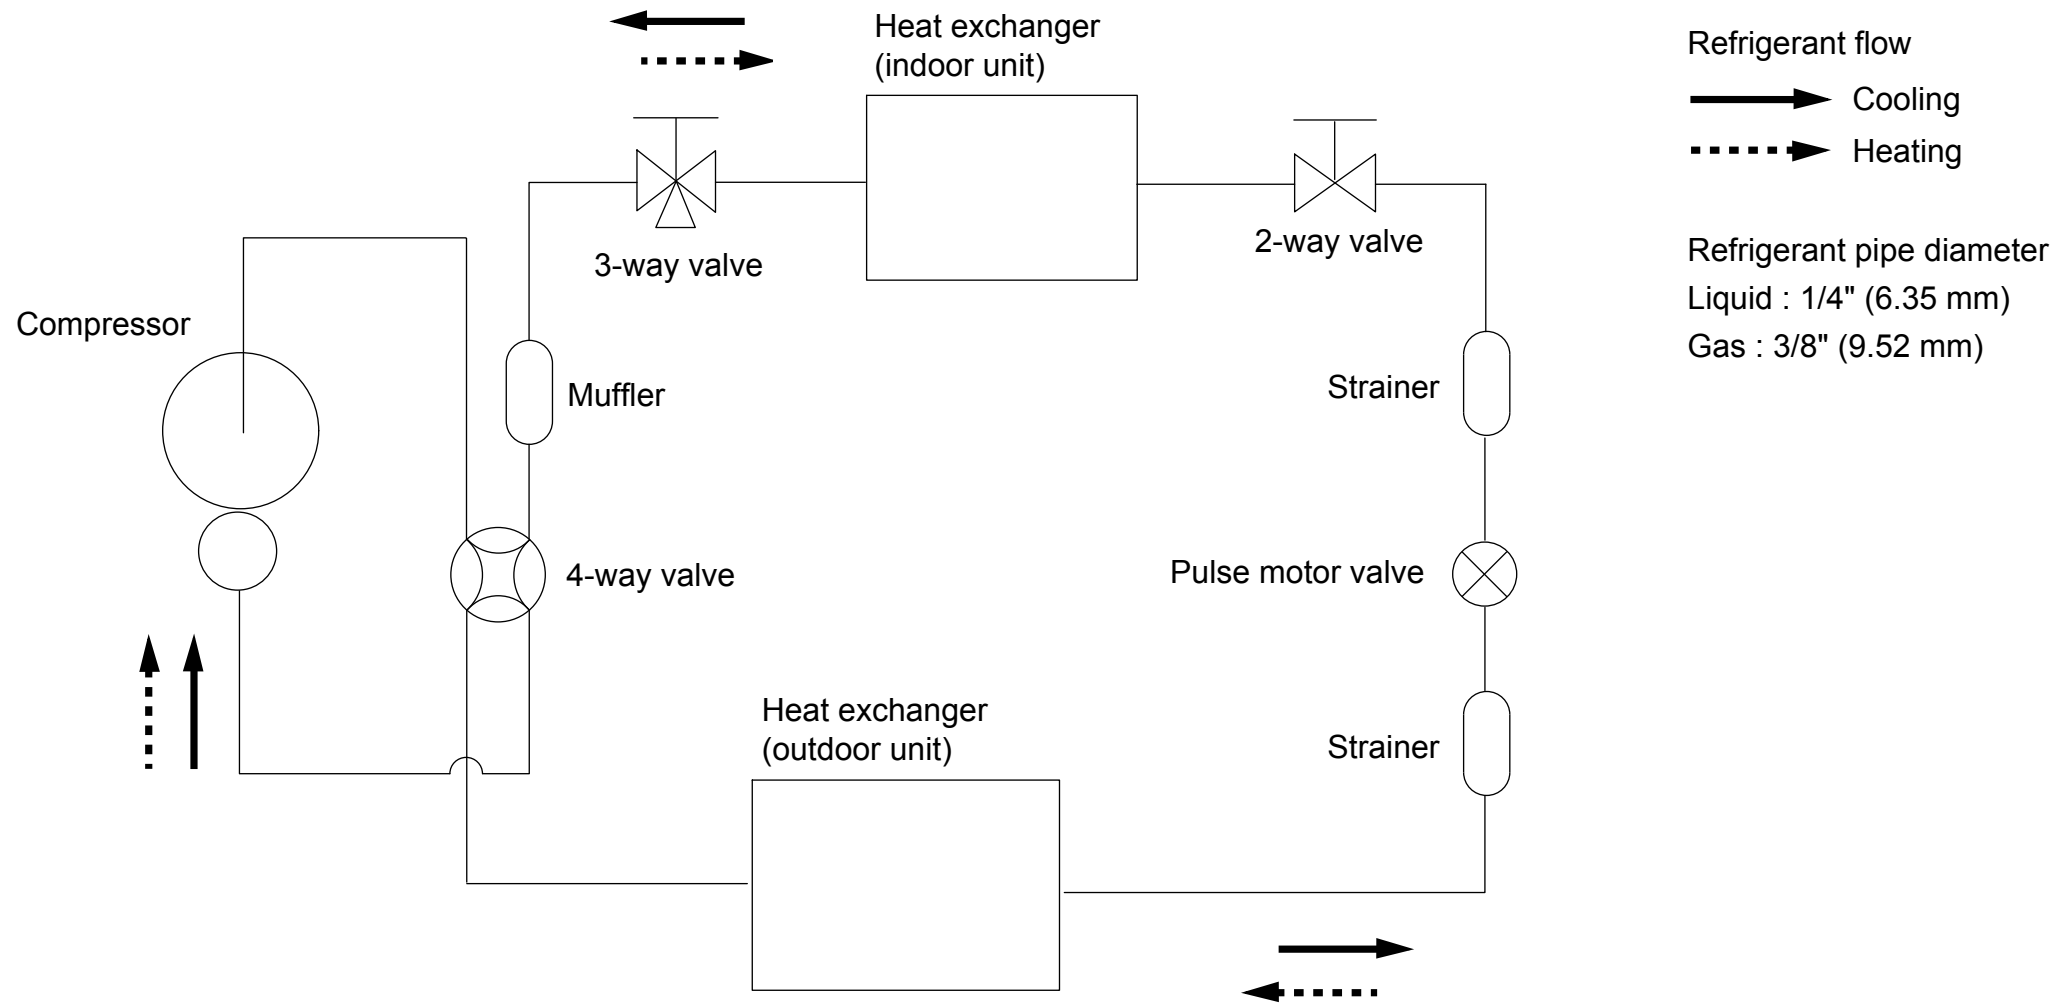 Heat exchanger
(indoor unit)
Refrigerant flow
Cooling
Heating
3-way valve
2-way valve
Refrigerant pipe diameter
Liquid : 1/4" (6.35 mm)
Gas : 3/8" (9.52 mm)
Compressor
Muffler
Strainer
4-way valve
Pulse motor valve
Heat exchanger
(outdoor unit)
Strainer